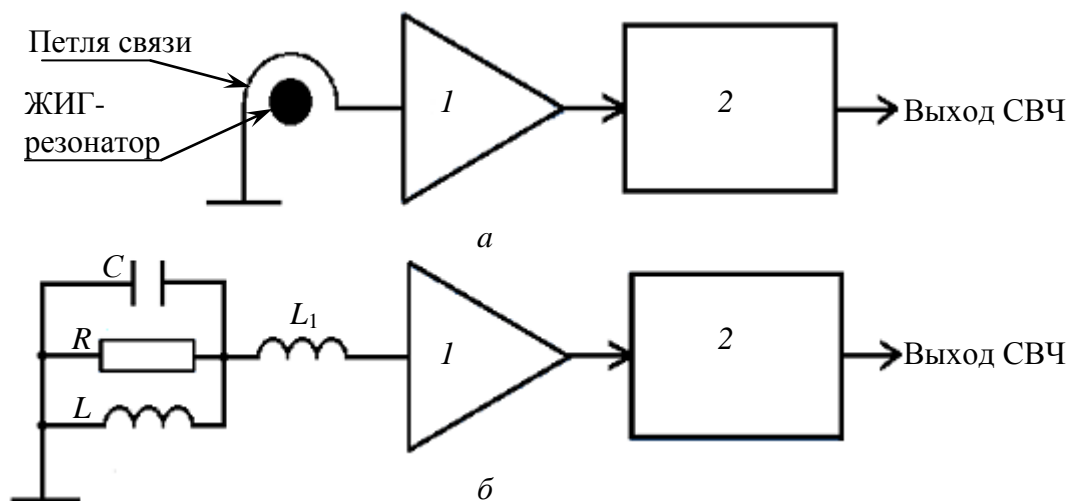 Петля связи
ЖИГ-
резонатор
1
2
Выход СВЧ
а
C
R
L
L1
1
2
Выход СВЧ
б